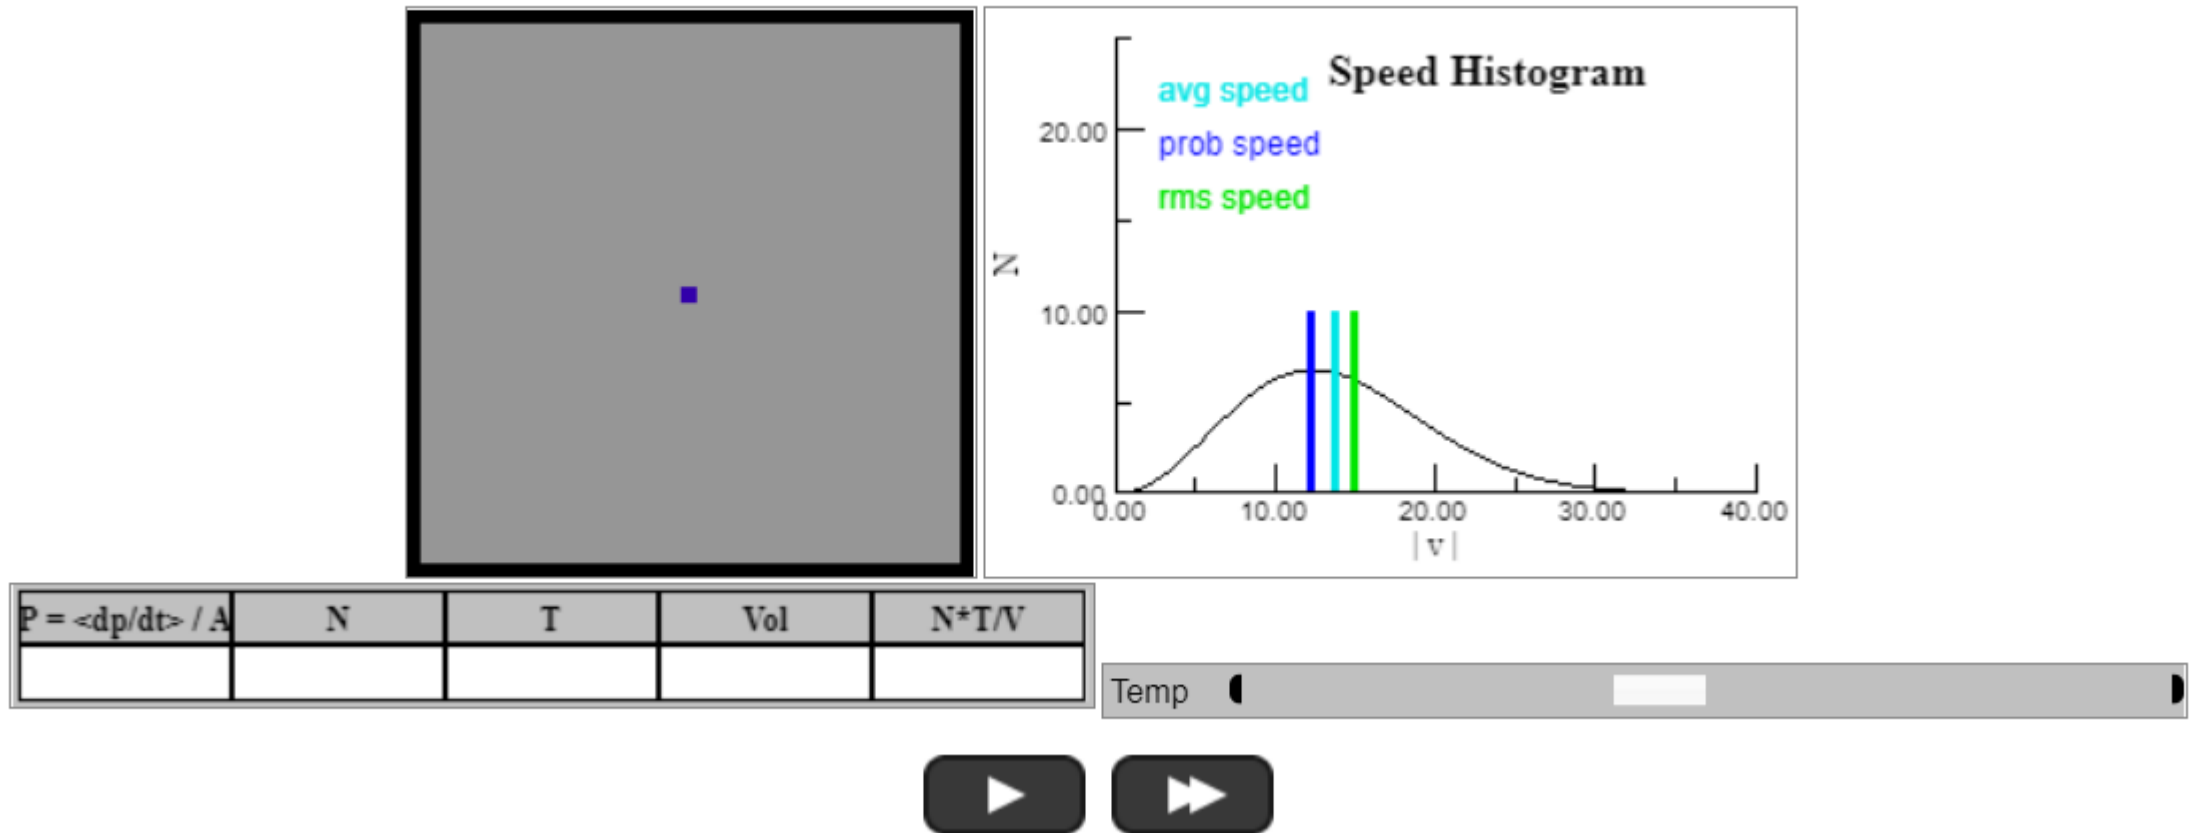 Speed Histogram
avg speed
prob speed
rms speed
20.00
10.00
0.00
N
0.00 10.00 20.00 30.00 40.00
| v |
P = <dp/dt> / A N T Vol N*T/V
Temp